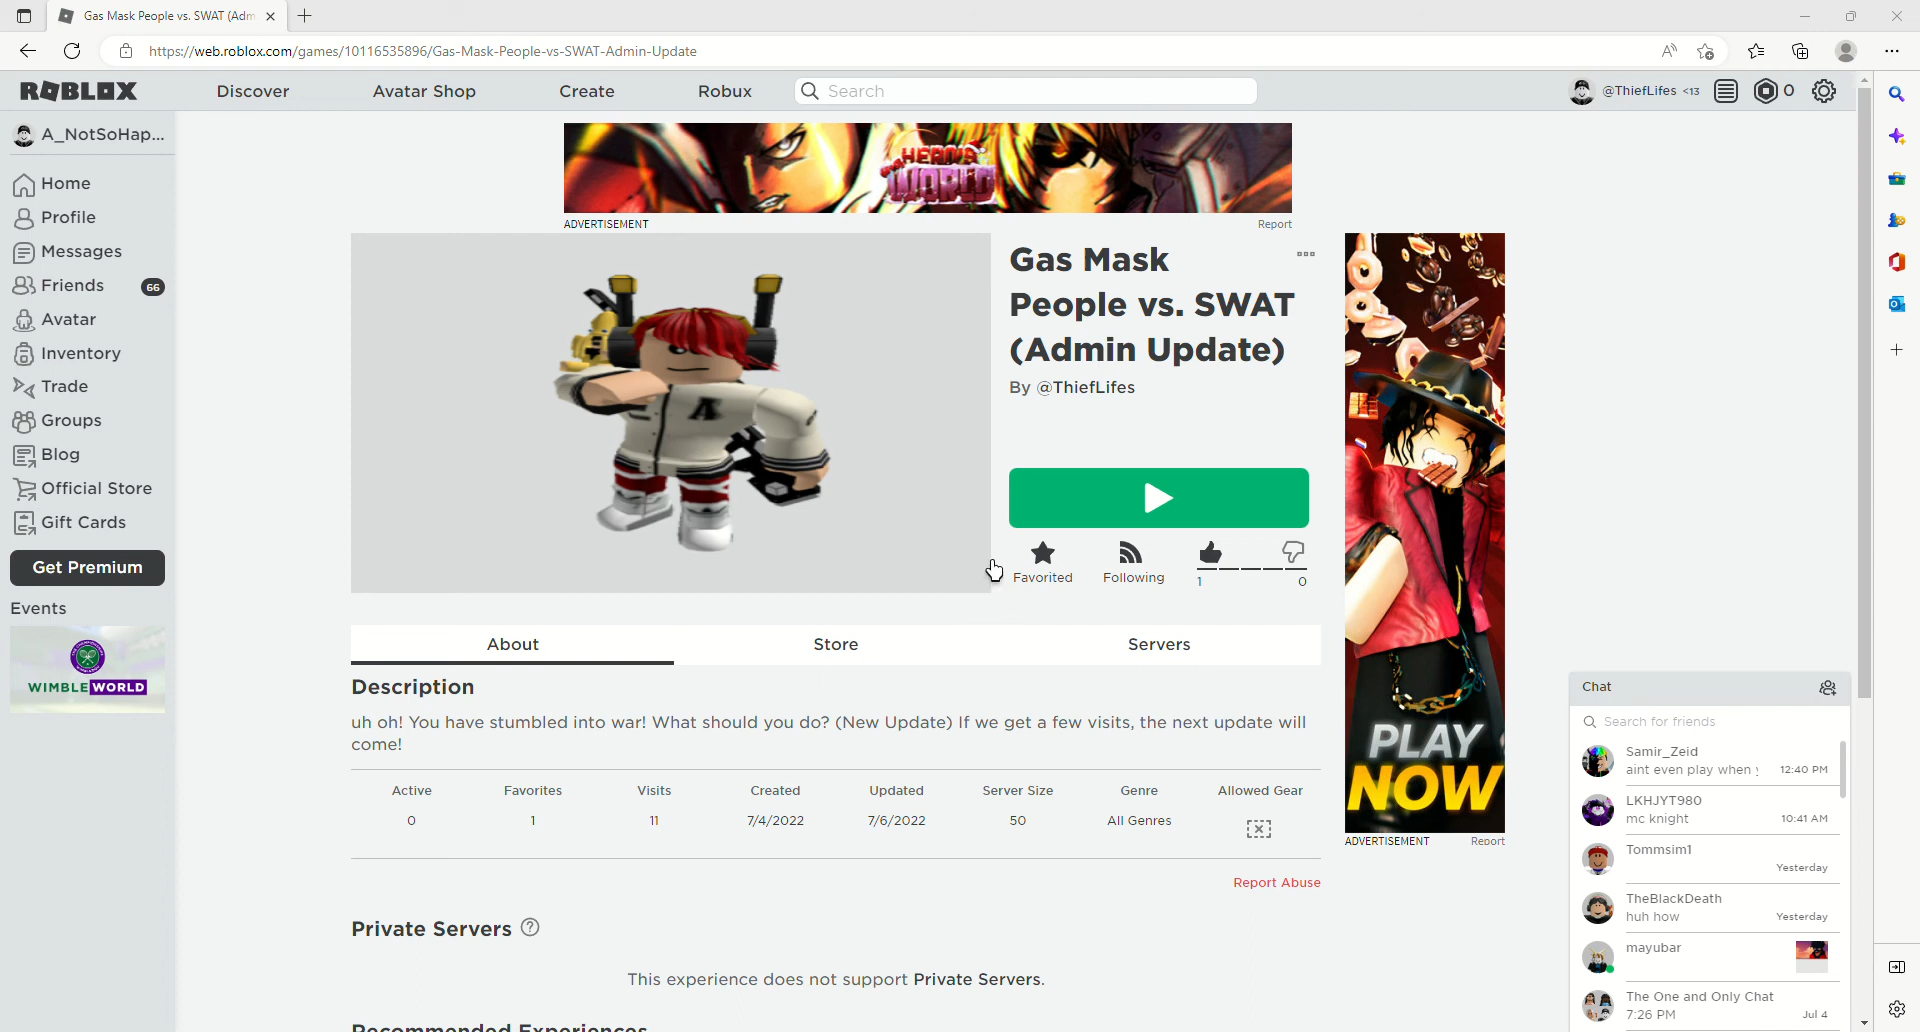 Gas Mask People vs. SWAT (Adm
https://web.roblox.com/games/10116535896/Gas-Mask-People-vs-SWAT-Admin-Update
ROBLOX
Discover
Avatar Shop
Create
Robux
Search
@ThiefLifes <13
0
A_NotSoHap...
Home
Profile
Messages
Friends 66
Avatar
Inventory
Trade
Groups
Blog
Official Store
Gift Cards
Get Premium
Events
WIMBLEWORLD
HERO'S
WORLD
ADVERTISEMENT
Report
Gas Mask
People vs. SWAT
(Admin Update)
By @ThiefLifes
Favorited
Following
1
0
About
Store
Servers
Description
uh oh! You have stumbled into war! What should you do? (New Update) If we get a few visits, the next update will
come!
Active Favorites Visits Created Updated Server Size Genre Allowed Gear
0 1 11 7/4/2022 7/6/2022 50 All Genres
Report Abuse
Private Servers
This experience does not support Private Servers.
Recommended Experiences
A
PLAY
NOW
ADVERTISEMENT
Report
Chat
Search for friends
Samir_Zeid
aint even play when 12:40 PM
LKHJYT980
mc knight 10:41 AM
Tommsim1
Yesterday
TheBlackDeath
huh how Yesterday
mayubar
The One and Only Chat
7:26 PM Jul 4